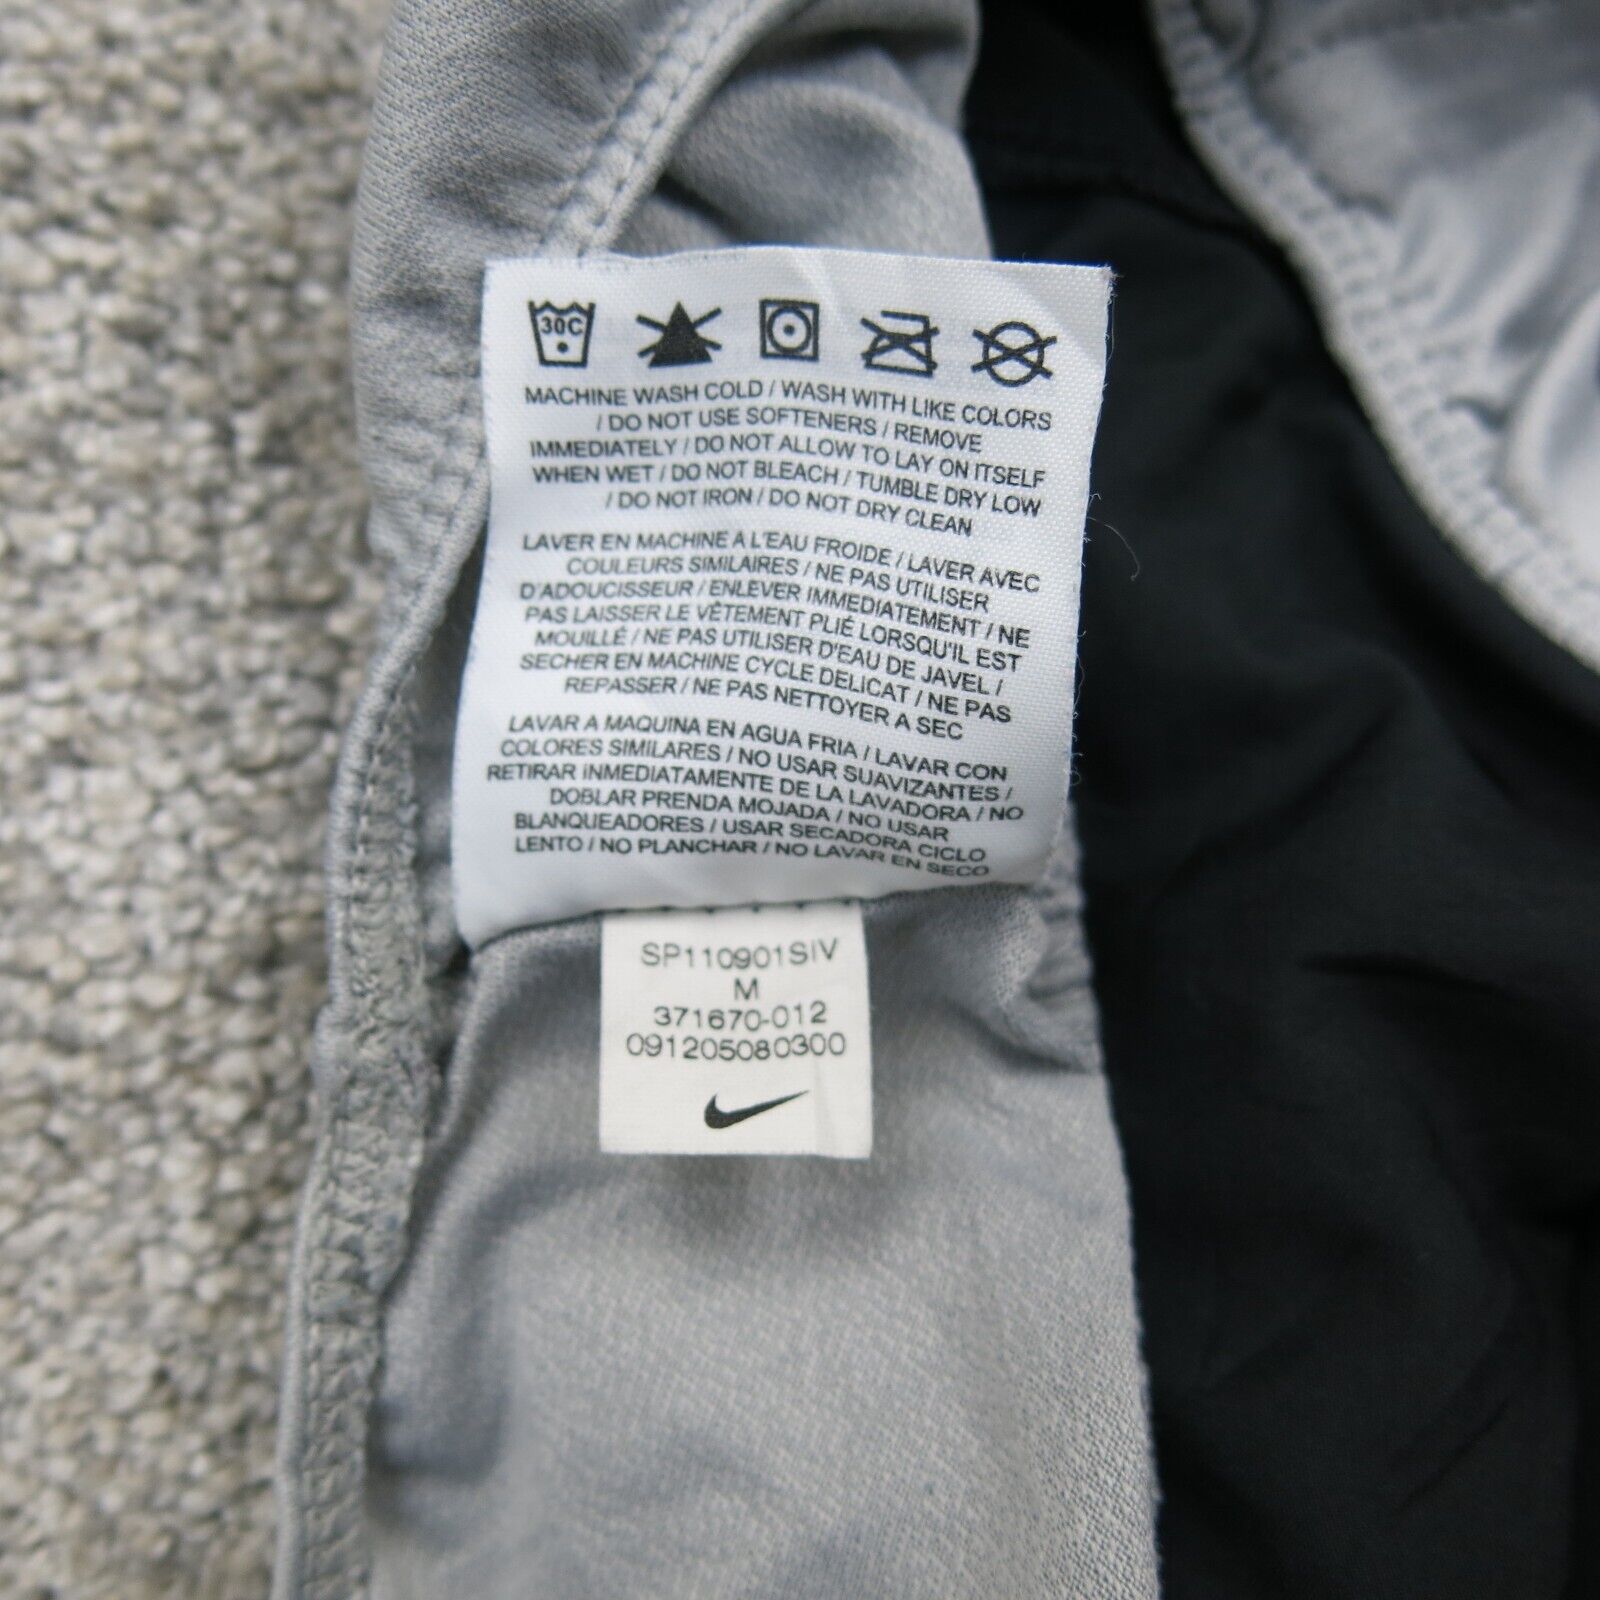 30C
MACHINE WASH COLD / WASH WITH LIKE COLORS
/ DO NOT USE SOFTENERS / REMOVE
IMMEDIATELY / DO NOT ALLOW TO LAY ON ITSELF
WHEN WET / DO NOT BLEACH / TUMBLE DRY LOW
/ DO NOT IRON / DO NOT DRY CLEAN
LAVER EN MACHINE A L'EAU FROIDE / LAVER AVEC
COULEURS SIMILAIRES / NE PAS UTILISER
D'ADOUCISSEUR / ENLEVER IMMEDIATEMENT / NE
PAS LAISSER LE VÊTEMENT PLIÉ LORSQU'IL EST
MOUILLÉ / NE PAS UTILISER D'EAU DE JAVEL /
SECHER EN MACHINE CYCLE DELICAT / NE PAS
REPASSER / NE PAS NETTOYER A SEC
LAVAR A MAQUINA EN AGUA FRIA / LAVAR CON
COLORES SIMILARES / NO USAR SUAVIZANTES /
RETIRAR INMEDIATAMENTE DE LA LAVADORA / NO
DOBLAR PRENDA MOJADA / NO USAR
BLANQUEADORES / USAR SECADORA CICLO
LENTO / NO PLANCHAR / NO LAVAR EN SECO
SP110901SIV
M
371670-012
091205080300